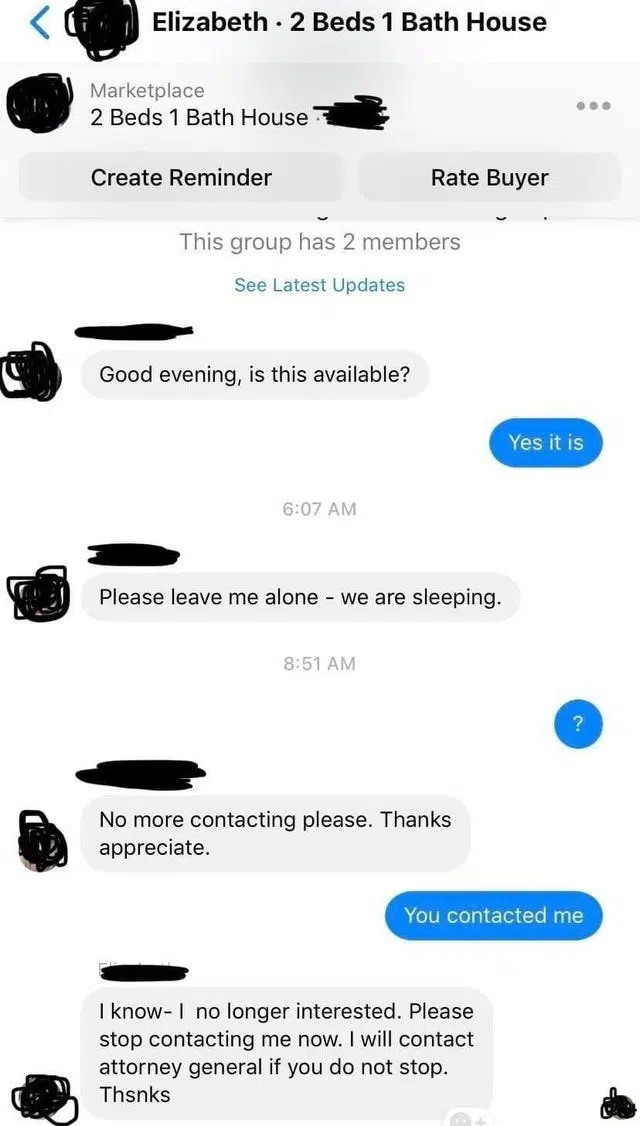 Elizabeth · 2 Beds 1 Bath House
Marketplace
2 Beds 1 Bath House ·
•••
Create Reminder
Rate Buyer
This group has 2 members
See Latest Updates
Good evening, is this available?
Yes it is
6:07 AM
Please leave me alone - we are sleeping.
8:51 AM
?
No more contacting please. Thanks
appreciate.
You contacted me
I know- I  no longer interested. Please
stop contacting me now. I will contact
attorney general if you do not stop.
Thsnks